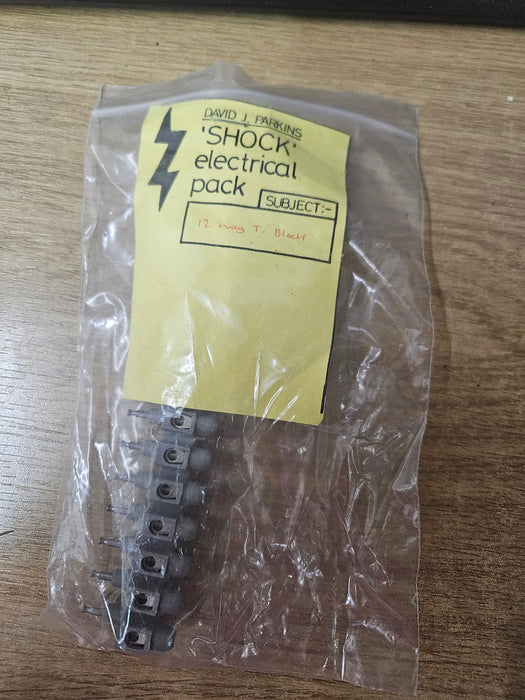 DAVID J. PARKINS
'SHOCK'
electrical
pack
SUBJECT:-
12 way T. Block